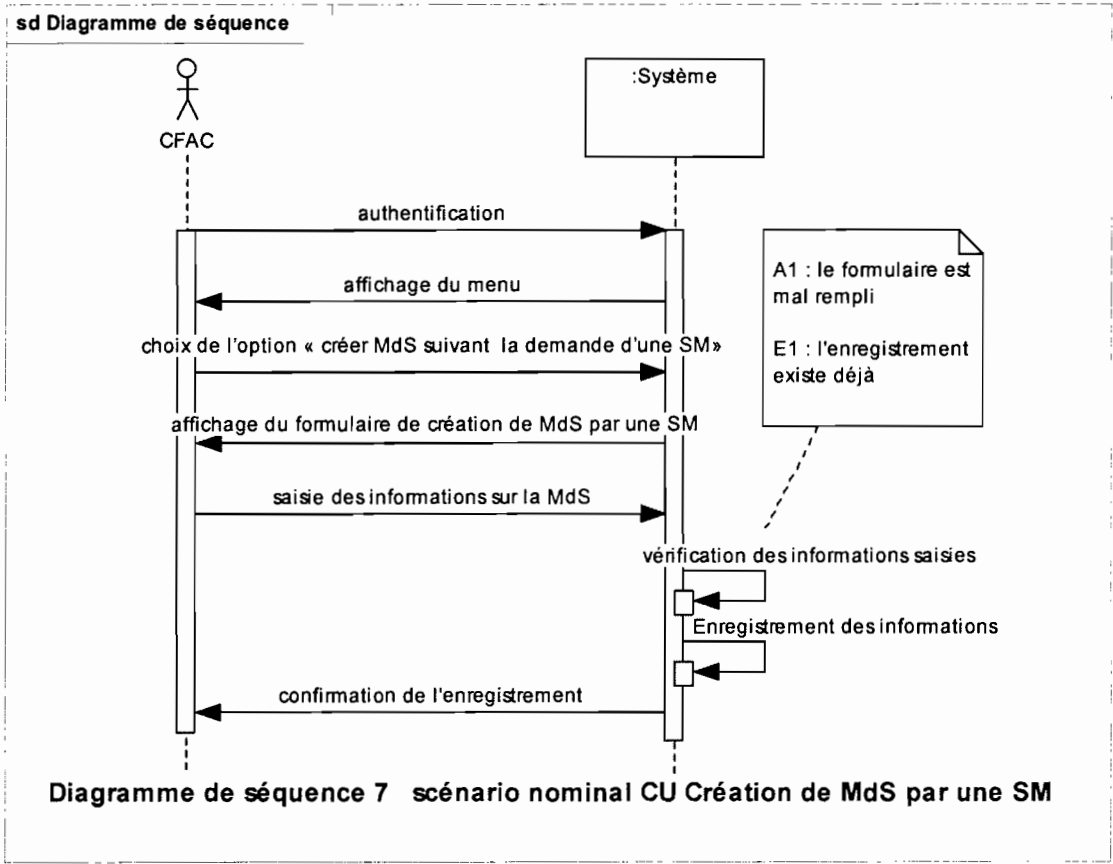 sd Diagramme de séquence
:Système
CFAC
authentification
affichage du menu
A1 : le formulaire est
mal rempli
E1 : l'enregistrement
existe déjà
choix de l'option « créer MdS suivant la demande d'une SM»
affichage du formulaire de création de MdS par une SM
saisie des informations sur la MdS
vérification des informations saisies
Enregistrement des informations
confirmation de l'enregistrement
Diagramme de séquence 7 scénario nominal CU Création de MdS par une SM